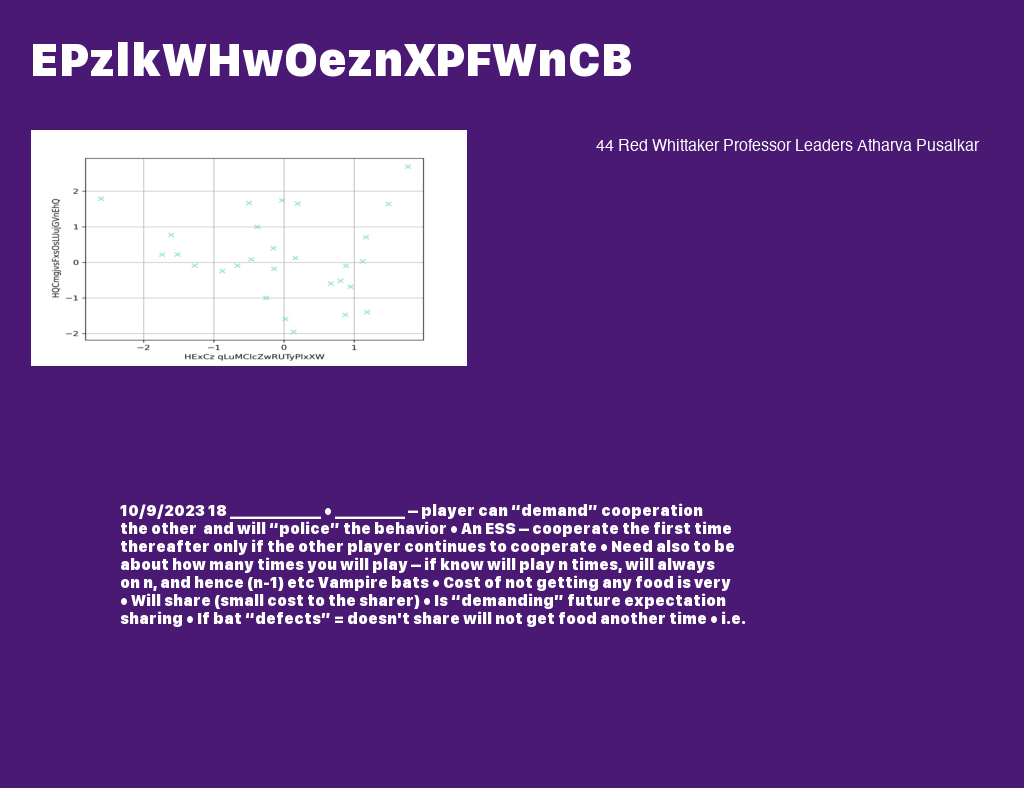 EPzlkWHwOeznXPFWnCB
44 Red Whittaker Professor Leaders Atharva Pusalkar
2
1
0
−1
−2
−2
−1
0
1
HExCz qLuMClcZwRUTyPlxXW
10/9/2023 18 _____________ • __________ – player can “demand” cooperation
the other  and will “police” the behavior • An ESS – cooperate the first time
thereafter only if the other player continues to cooperate • Need also to be
about how many times you will play – if know will play n times, will always
on n, and hence (n-1) etc Vampire bats • Cost of not getting any food is very
• Will share (small cost to the sharer) • Is “demanding” future expectation
sharing • If bat “defects” = doesn't share will not get food another time • i.e.